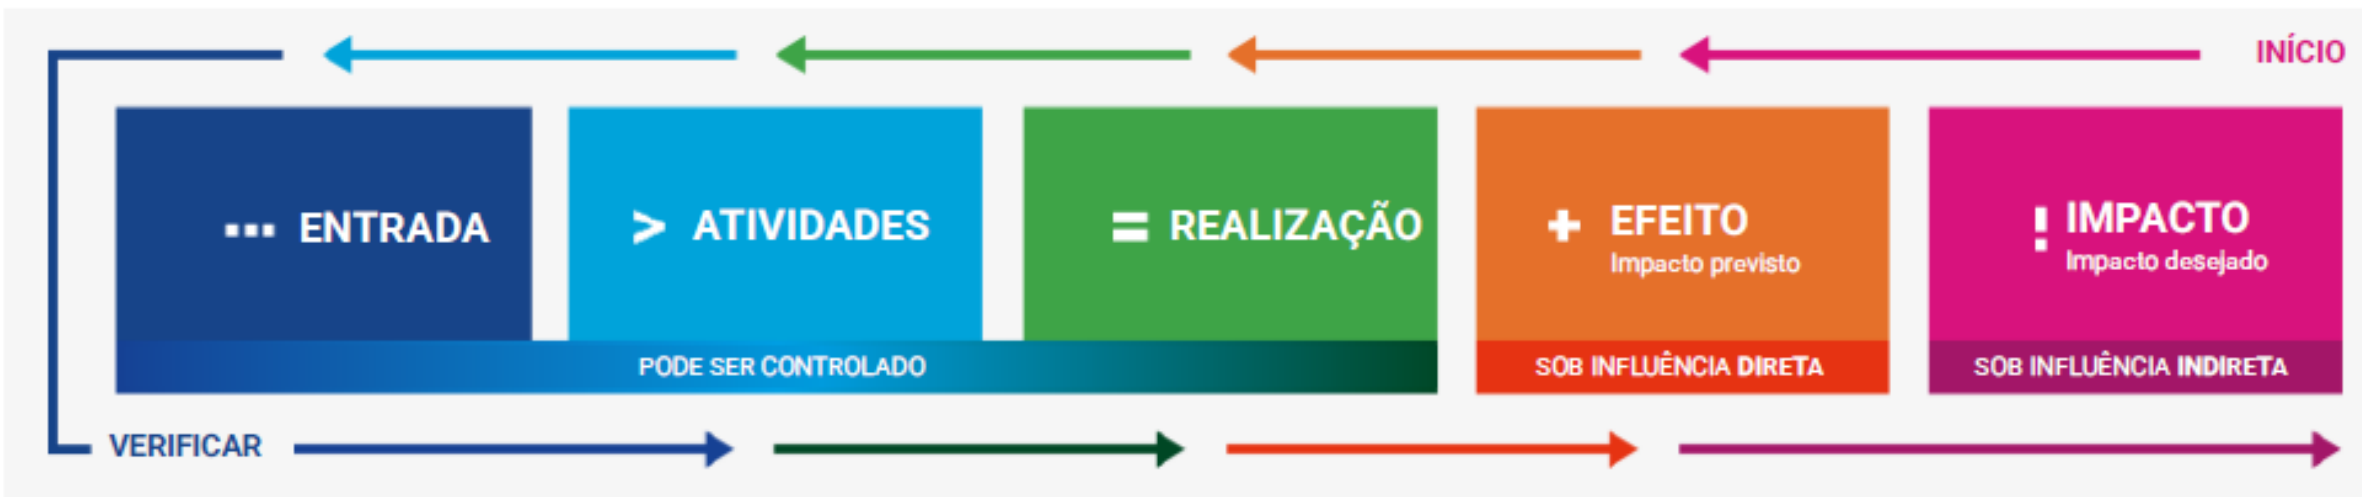 INÍCIO
... ENTRADA
> ATIVIDADES
= REALIZAÇÃO
+ EFEITO
Impacto previsto
! IMPACTO
Impacto desejado
PODE SER CONTROLADO
SOB INFLUÊNCIA DIRETA
SOB INFLUÊNCIA INDIRETA
VERIFICAR